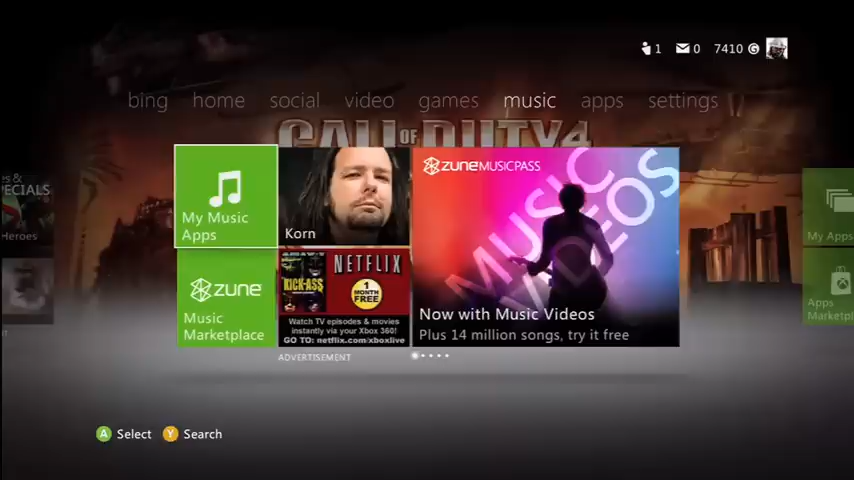 1 0 7410 G
bing home social video games music apps settings
CALL OF DUTY 4
SPECIALS
Heroes
My Music
Apps
Korn
ZUNE MUSIC PASS
MUSIC
VIDEOS
Now with Music Videos
Plus 14 million songs, try it free
ZUNE
Music
Marketplace
KICK-ASS
NETFLIX
1
MONTH
FREE
Watch TV episodes & movies
instantly via your Xbox 360!
GO TO: netflix.com/xboxlive
ADVERTISEMENT
My Apps
Apps
A Select Y Search